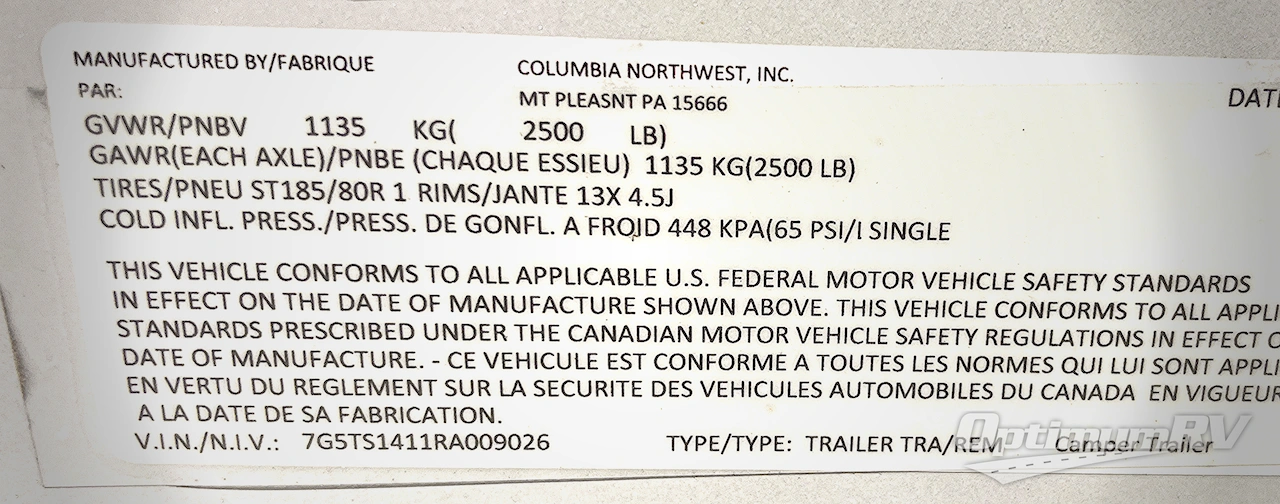 MANUFACTURED BY/FABRIQUE COLUMBIA NORTHWEST, INC.
PAR: MT PLEASNT PA 15666 DATE
GVWR/PNBV 1135 KG( 2500 LB)
GAWR(EACH AXLE)/PNBE (CHAQUE ESSIEU) 1135 KG(2500 LB)
TIRES/PNEU ST185/80R 1 RIMS/JANTE 13X 4.5J
COLD INFL. PRESS./PRESS. DE GONFL. A FROID 448 KPA(65 PSI/I SINGLE
THIS VEHICLE CONFORMS TO ALL APPLICABLE U.S. FEDERAL MOTOR VEHICLE SAFETY STANDARDS
IN EFFECT ON THE DATE OF MANUFACTURE SHOWN ABOVE. THIS VEHICLE CONFORMS TO ALL APPLI
STANDARDS PRESCRIBED UNDER THE CANADIAN MOTOR VEHICLE SAFETY REGULATIONS IN EFFECT O
DATE OF MANUFACTURE. - CE VEHICULE EST CONFORME A TOUTES LES NORMES QUI LUI SONT APPLI
EN VERTU DU REGLEMENT SUR LA SECURITE DES VEHICULES AUTOMOBILES DU CANADA EN VIGUEUR
A LA DATE DE SA FABRICATION.
V.I.N./N.I.V.: 7G5TS1411RA009026 TYPE/TYPE: TRAILER TRA/REM Camper Trailer
OptimumRV